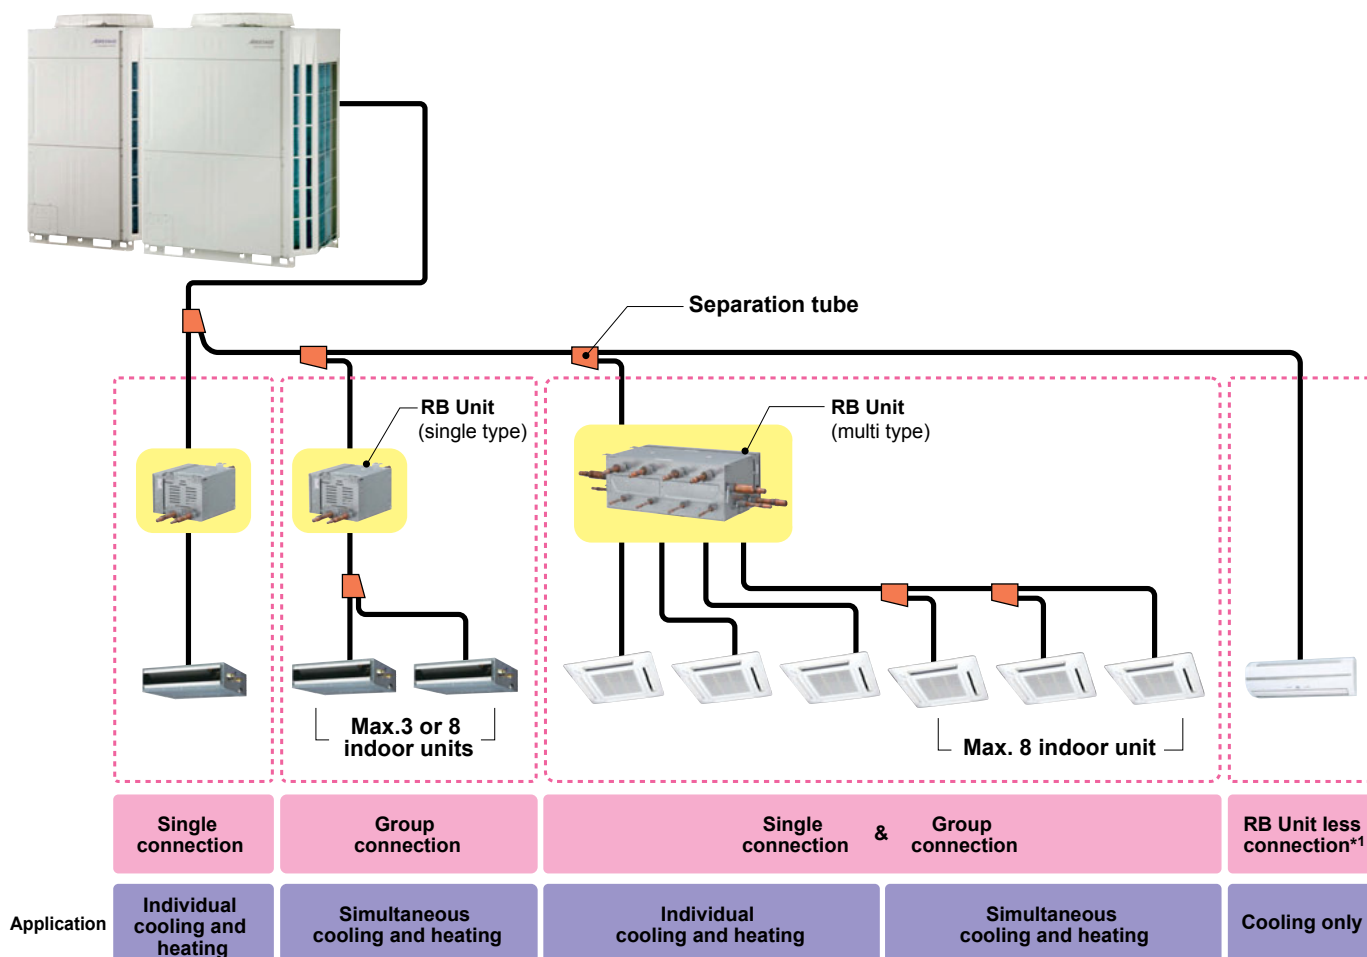 Separation tube
RB Unit
(single type)
RB Unit
(multi type)
Max.3 or 8
indoor units
Max. 8 indoor unit
Single
connection
Group
connection
Single
connection
&
Group
connection
RB Unit less
connection*1
Application
Individual
cooling and
heating
Simultaneous
cooling and heating
Individual
cooling and heating
Simultaneous
cooling and heating
Cooling only